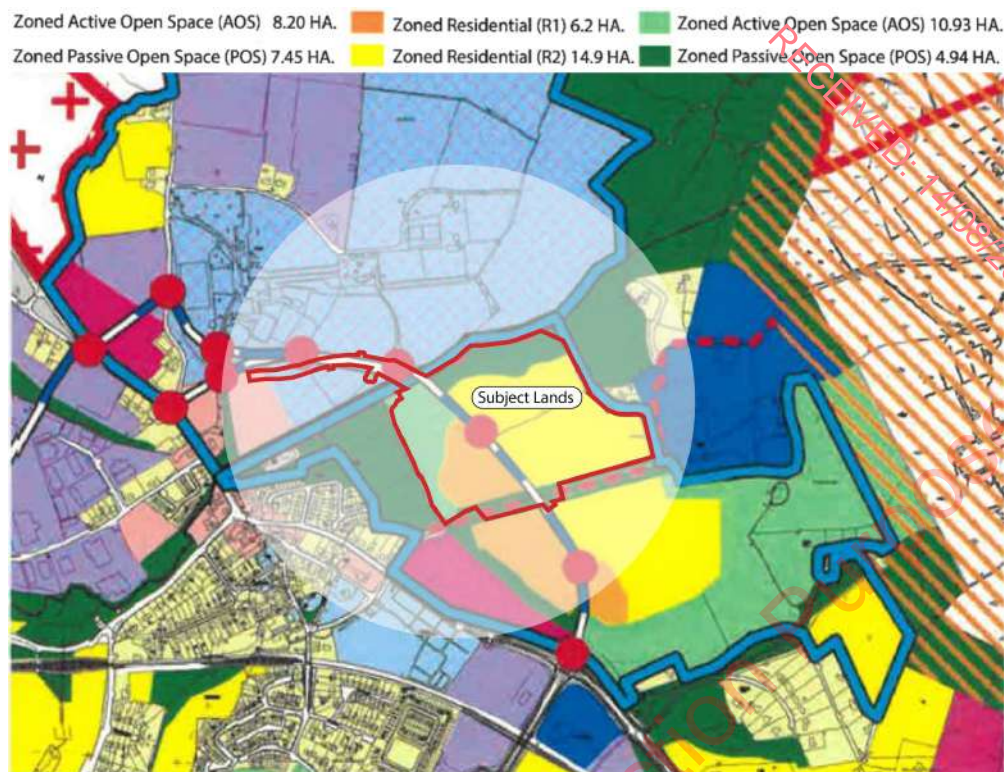 Zoned Active Open Space (AOS) 8.20 HA. Zoned Residential (R1) 6.2 HA. Zoned Active Open Space (AOS) 10.93 HA.
Zoned Passive Open Space (POS) 7.45 HA. Zoned Residential (R2) 14.9 HA. Zoned Passive Open Space (POS) 4.94 HA.
RECEIVED: 14/08/2
Subject Lands